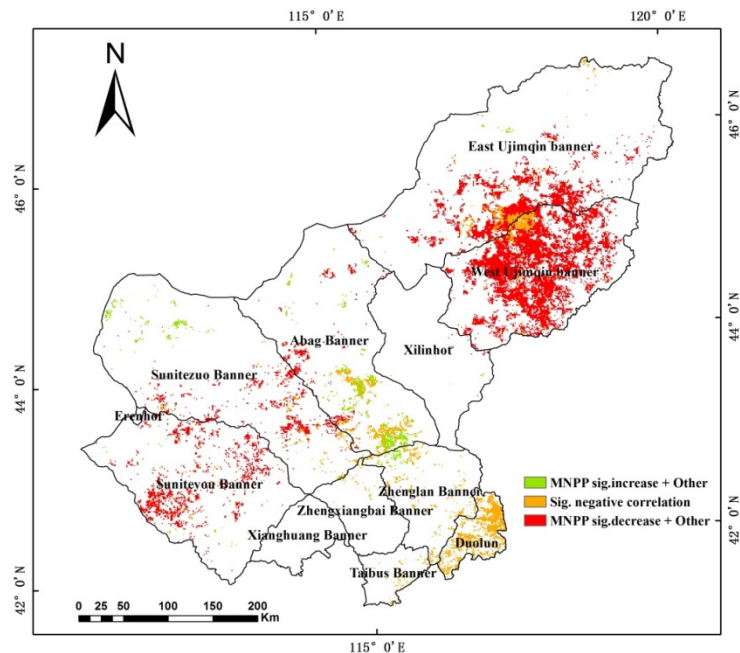 115° 0'E
120° 0'E
N
46° 0'N
46° 0'N
East Ujimqin banner
West Ujimqin banner
44° 0'N
Abag Banner
Xilinhot
Sunitezuo Banner
44° 0'N
Erenhot
Suniteyou Banner
Zhenglan Banner
MNPP sig.increase + Other
Sig. negative correlation
MNPP sig.decrease + Other
Zhengxiangbai Banner
42° 0'N
Xianghuang Banner
Duolun
Taibus Banner
42° 0'N
0 25 50 100 150 200
Km
115° 0'E